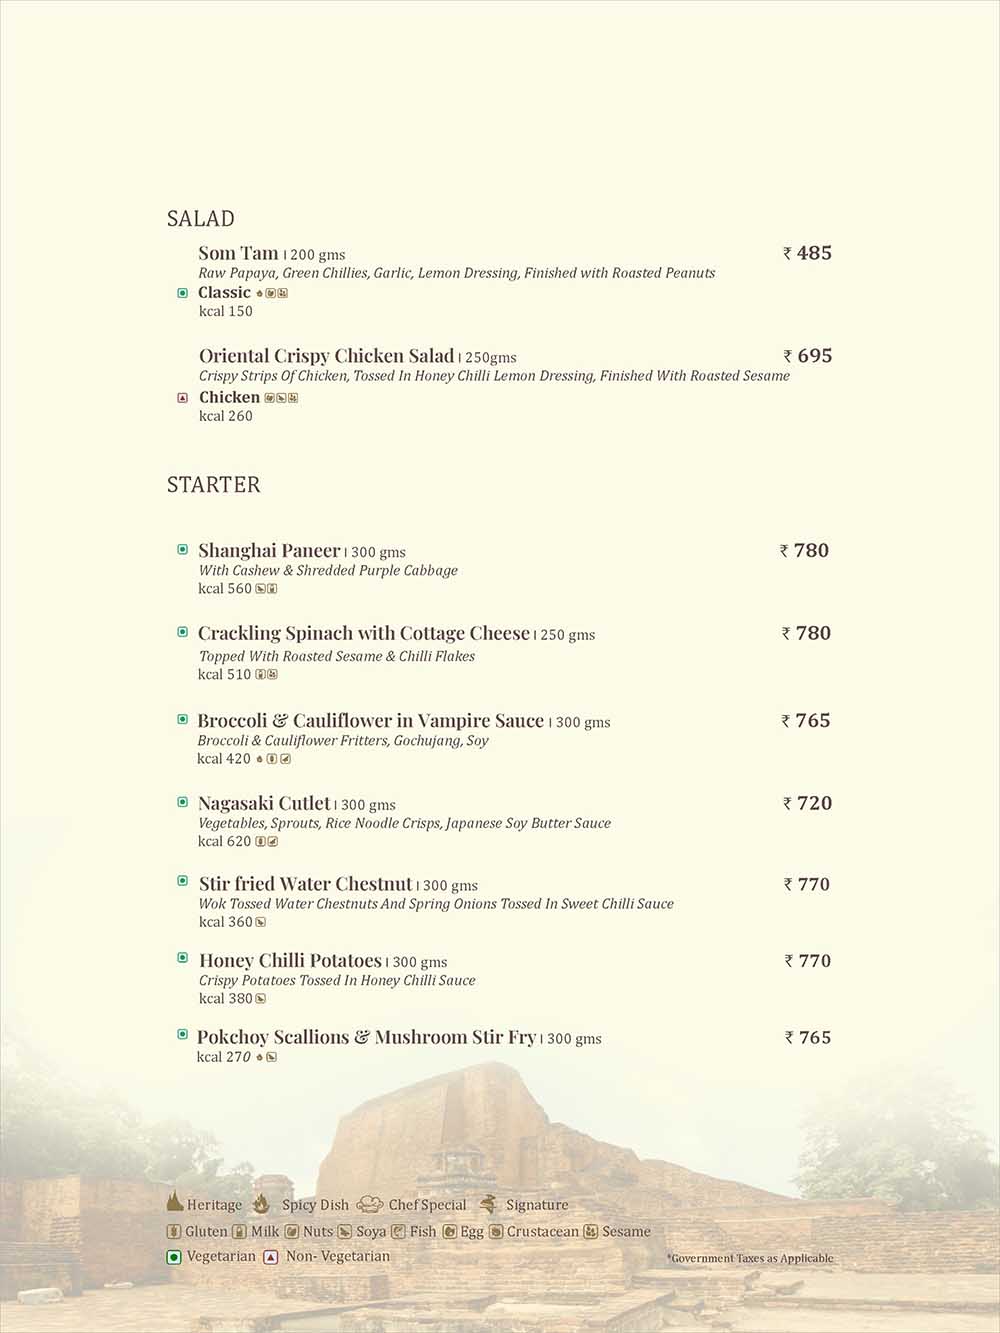 SALAD
Som Tam | 200 gms ₹ 485
Raw Papaya, Green Chillies, Garlic, Lemon Dressing, Finished with Roasted Peanuts
Classic
kcal 150
Oriental Crispy Chicken Salad | 250gms ₹ 695
Crispy Strips Of Chicken, Tossed In Honey Chilli Lemon Dressing, Finished With Roasted Sesame
Chicken
kcal 260
STARTER
Shanghai Paneer | 300 gms ₹ 780
With Cashew & Shredded Purple Cabbage
kcal 560
Crackling Spinach with Cottage Cheese | 250 gms ₹ 780
Topped With Roasted Sesame & Chilli Flakes
kcal 510
Broccoli & Cauliflower in Vampire Sauce | 300 gms ₹ 765
Broccoli & Cauliflower Fritters, Gochujang, Soy
kcal 420
Nagasaki Cutlet | 300 gms ₹ 720
Vegetables, Sprouts, Rice Noodle Crisps, Japanese Soy Butter Sauce
kcal 620
Stir fried Water Chestnut | 300 gms ₹ 770
Wok Tossed Water Chestnuts And Spring Onions Tossed In Sweet Chilli Sauce
kcal 360
Honey Chilli Potatoes | 300 gms ₹ 770
Crispy Potatoes Tossed In Honey Chilli Sauce
kcal 380
Pokchoy Scallions & Mushroom Stir Fry | 300 gms ₹ 765
kcal 270
Heritage Spicy Dish Chef Special Signature
Gluten Milk Nuts Soya Fish Egg Crustacean Sesame
Vegetarian Non- Vegetarian *Government Taxes as Applicable